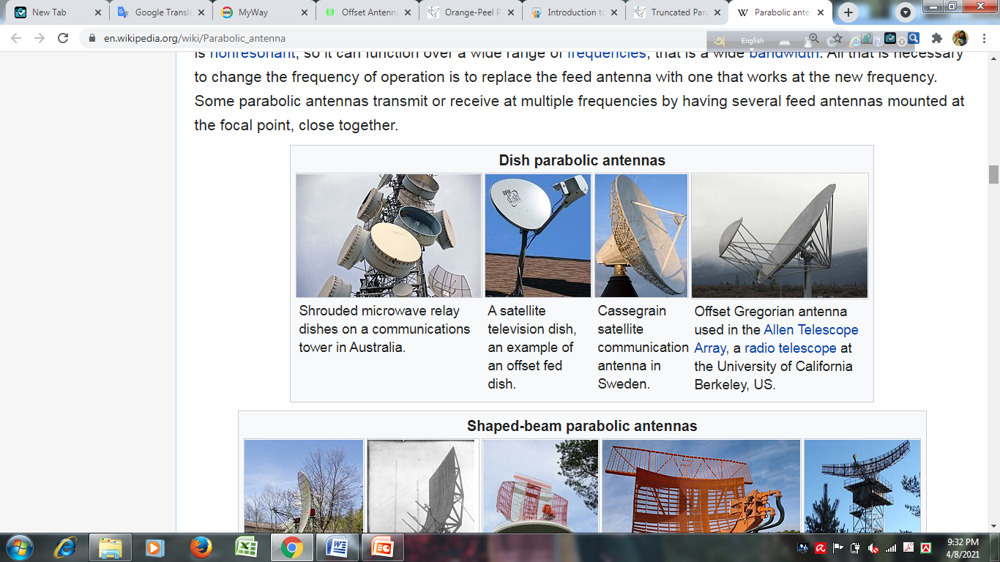 New Tab
Google Transla
MyWay
Offset Antenna
Orange-Peel P
Introduction to
Truncated Para
Parabolic ante
en.wikipedia.org/wiki/Parabolic_antenna
English
is nonresonant, so it can function over a wide range of frequencies, that is a wide bandwidth. All that is necessary
to change the frequency of operation is to replace the feed antenna with one that works at the new frequency.
Some parabolic antennas transmit or receive at multiple frequencies by having several feed antennas mounted at
the focal point, close together.
Dish parabolic antennas
dish
Shrouded microwave relay
dishes on a communications
tower in Australia.
A satellite
television dish,
an example of
an offset fed
dish.
Cassegrain
satellite
communication
antenna in
Sweden.
Offset Gregorian antenna
used in the Allen Telescope
Array, a radio telescope at
the University of California
Berkeley, US.
Shaped-beam parabolic antennas
9:32 PM
4/8/2021